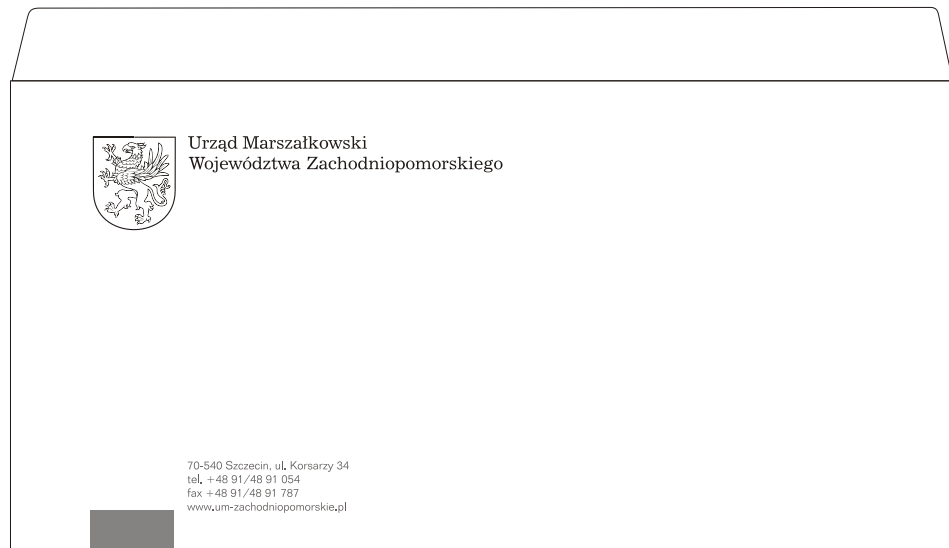 Urząd Marszałkowski
Województwa Zachodniopomorskiego
70-540 Szczecin, ul. Korsarzy 34
tel. +48 91/48 91 054
fax +48 91/48 91 787
www.um-zachodniopomorskie.pl